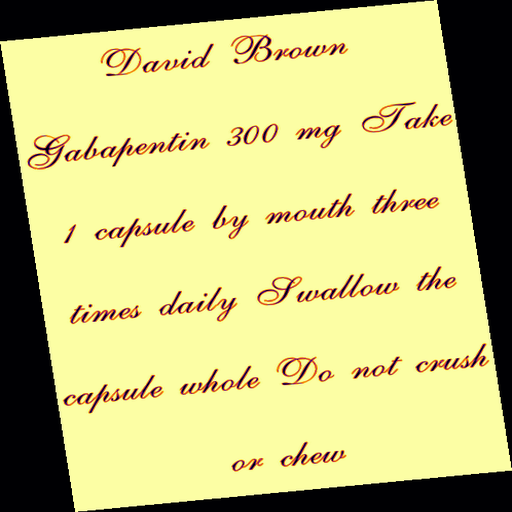 David Brown
Gabapentin 300 mg Take
1 capsule by mouth three
times daily Swallow the
capsule whole Do not crush
or chew